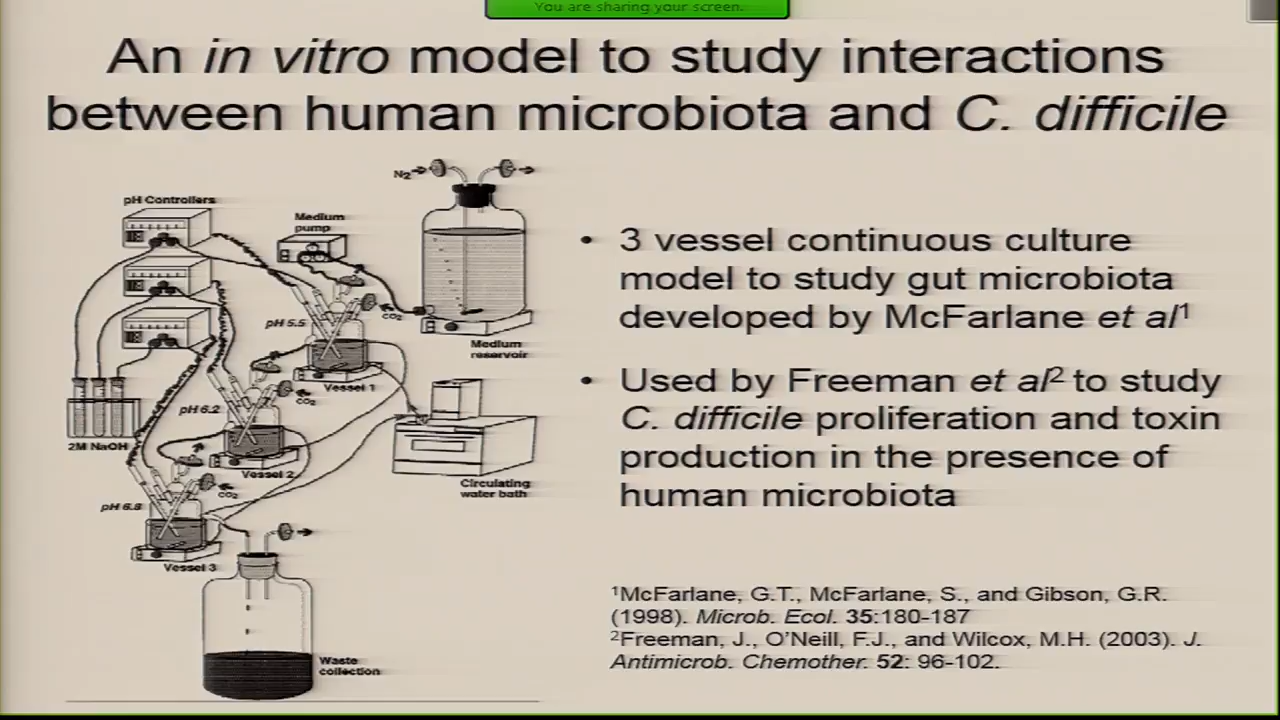 You are sharing your screen.
An in vitro model to study interactions
between human microbiota and C. difficile
N2
pH Controllers
Medium
pump
pH 5.5
CO2
Medium
reservoir
Vessel 1
CO2
pH 6.2
2M NaOH
Vessel 2
CO2
Circulating
water bath
pH 6.8
Vessel 3
Waste
collection
• 3 vessel continuous culture
model to study gut microbiota
developed by McFarlane et al1
• Used by Freeman et al2 to study
C. difficile proliferation and toxin
production in the presence of
human microbiota
1McFarlane, G.T., McFarlane, S., and Gibson, G.R.
(1998). Microb. Ecol. 35:180-187
2Freeman, J., O'Neill, F.J., and Wilcox, M.H. (2003). J.
Antimicrob. Chemother. 52: 96-102.